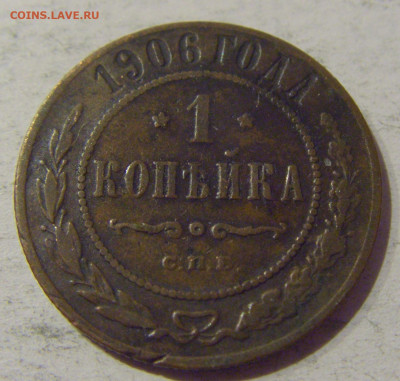 COINS.LAVE.RU
1906 ГОДА
* 1 *
КОПѢЙКА
С.П.Б.